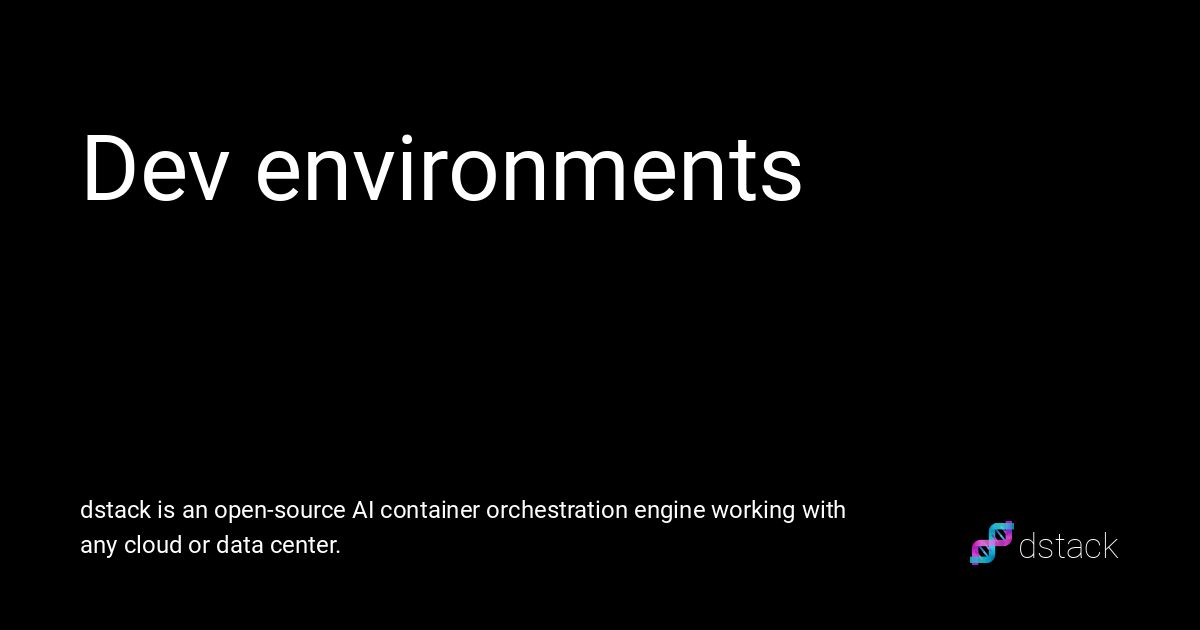 Dev environments
dstack is an open-source AI container orchestration engine working with
any cloud or data center.
dstack